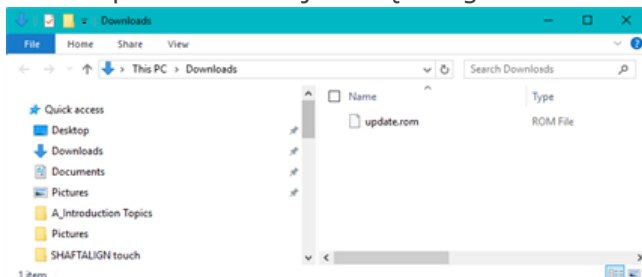 Downloads
File Home Share View
This PC > Downloads
Search Downloads
Name Type
Quick access
update.rom ROM File
Desktop
Downloads
Documents
Pictures
A_Introduction Topics
Pictures
SHAFTALIGN touch
1 item